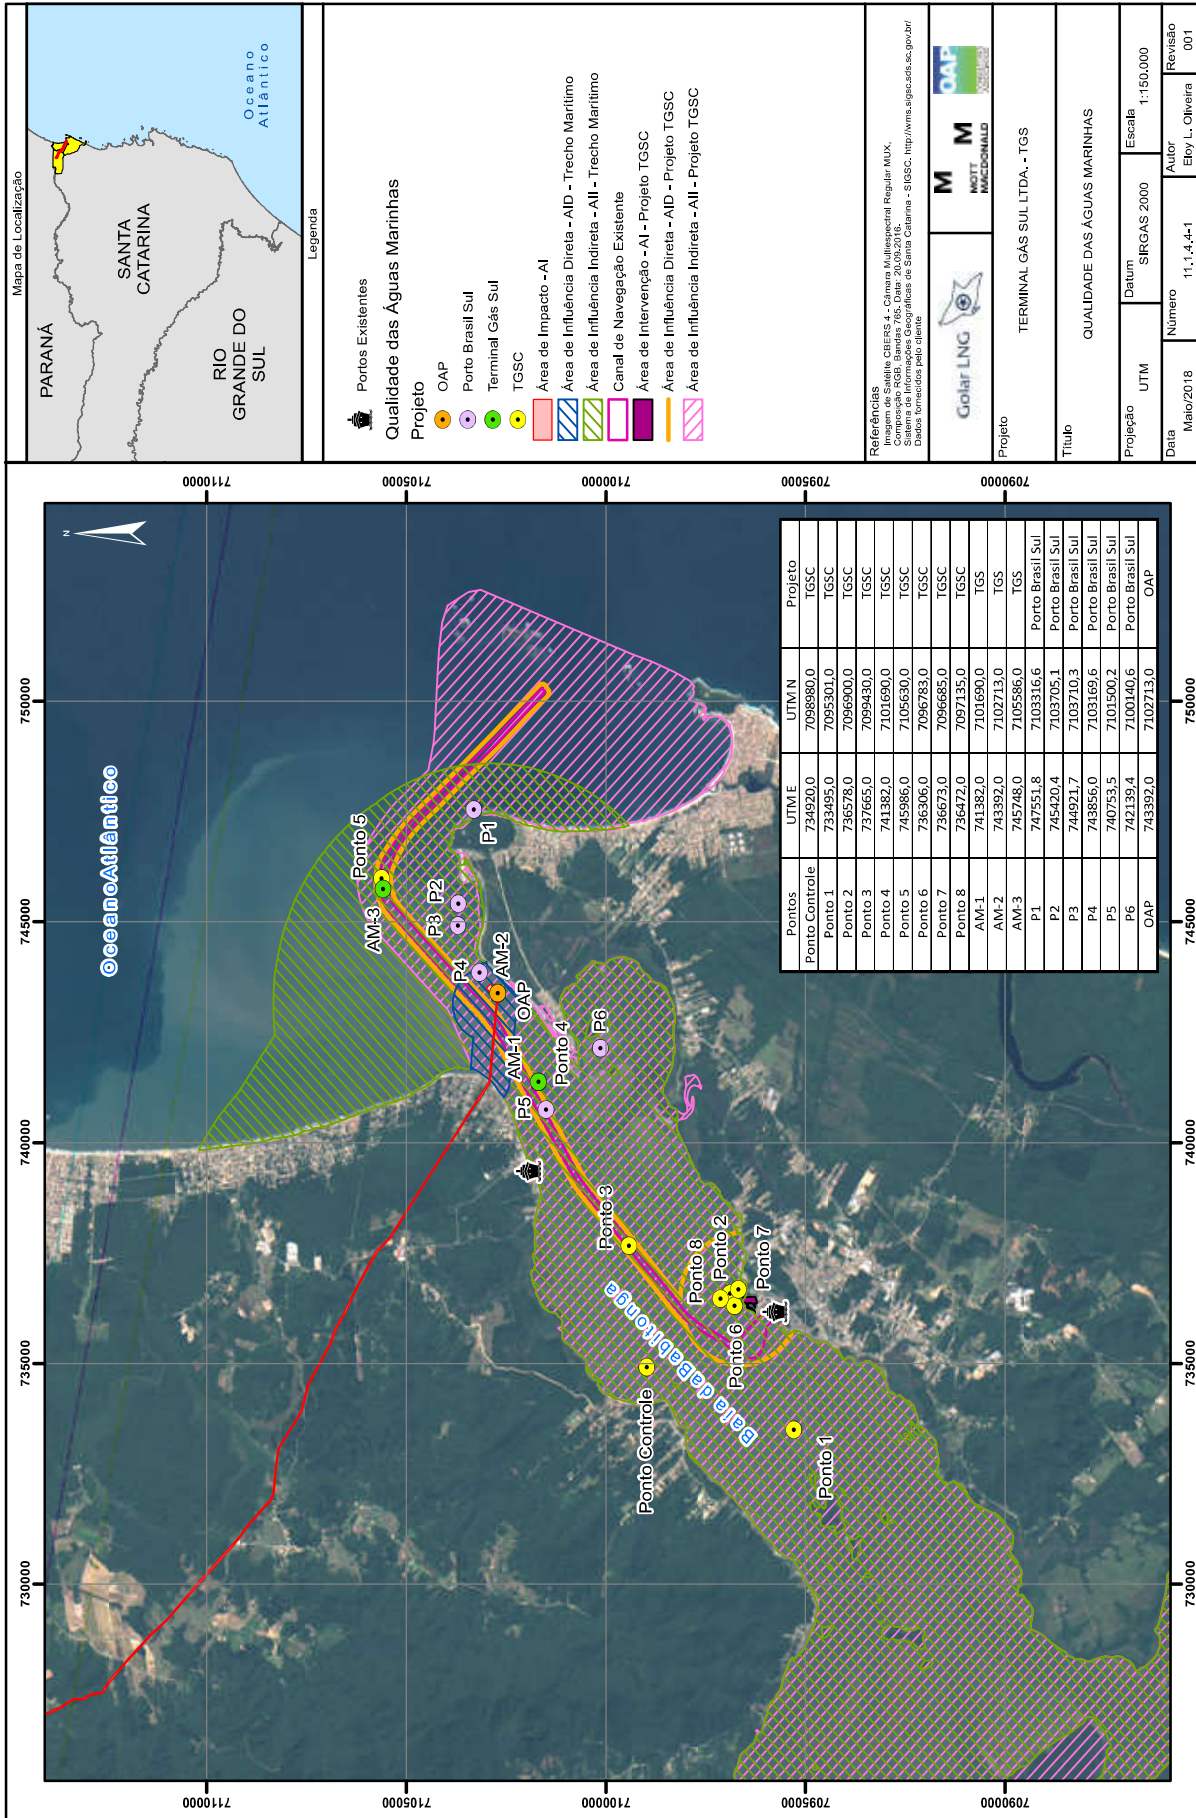 Oceano Atlântico
Baía da Babitonga
Ponto 5
AM-3
P1
P2
P3
P4
AM-2
OAP
AM-1
Ponto 4
P5
P6
Ponto 3
Ponto 8
Ponto 2
Ponto 7
Ponto 6
Ponto Controle
Ponto 1
N
730000 735000 740000 745000 750000
7110000 7105000 7100000 7095000 7090000
730000 735000 740000 745000 750000
7110000 7105000 7100000 7095000 7090000
Pontos UTM E UTM N Projeto
Ponto Controle 734920,0 7098980,0 TGSC
Ponto 1 733495,0 7095301,0 TGSC
Ponto 2 736578,0 7096900,0 TGSC
Ponto 3 737665,0 7099430,0 TGSC
Ponto 4 741382,0 7101690,0 TGSC
Ponto 5 745986,0 7105630,0 TGSC
Ponto 6 736306,0 7096783,0 TGSC
Ponto 7 736673,0 7096685,0 TGSC
Ponto 8 736472,0 7097135,0 TGSC
AM-1 741382,0 7101690,0 TGS
AM-2 743392,0 7102713,0 TGS
AM-3 745748,0 7105586,0 TGS
P1 747551,8 7103316,6 Porto Brasil Sul
P2 745420,4 7103705,1 Porto Brasil Sul
P3 744921,7 7103710,3 Porto Brasil Sul
P4 743856,0 7103169,6 Porto Brasil Sul
P5 740753,5 7101500,2 Porto Brasil Sul
P6 742139,4 7100140,6 Porto Brasil Sul
OAP 743392,0 7102713,0 OAP
Mapa de Localização
PARANÁ
SANTA
CATARINA
RIO
GRANDE DO
SUL
Oceano
Atlântico
Legenda
Portos Existentes
Qualidade das Águas Marinhas
Projeto
OAP
Porto Brasil Sul
Terminal Gás Sul
TGSC
Área de Impacto - AI
Área de Influência Direta - AID - Trecho Marítimo
Área de Influência Indireta - AII - Trecho Marítimo
Canal de Navegação Existente
Área de Intervenção - AI - Projeto TGSC
Área de Influência Direta - AID - Projeto TGSC
Área de Influência Indireta - AII - Projeto TGSC
Referências
Imagem de Satélite CBERS 4 - Câmara Multiespectral Regular MUX,
Composição RGB, Bandas 765, Data: 20/09/2016.
Sistema de Informações Geográficas de Santa Catarina - SIGSC. http://wms.sigsc.sds.sc.gov.br/
Dados fornecidos pelo cliente
Golar LNG
M M
MOTT
MACDONALD
OAP
Projeto
TERMINAL GÁS SUL LTDA. - TGS
Título
QUALIDADE DAS ÁGUAS MARINHAS
Projeção
UTM
Datum
SIRGAS 2000
Escala
1:150.000
Data
Maio/2018
Número
11.1.4.4-1
Autor
Eloy L. Oliveira
Revisão
001